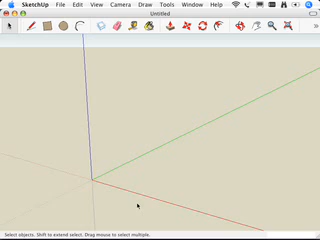 SketchUp File Edit View Camera Draw Tools Window Help
Untitled
Select objects. Shift to extend select. Drag mouse to select multiple.